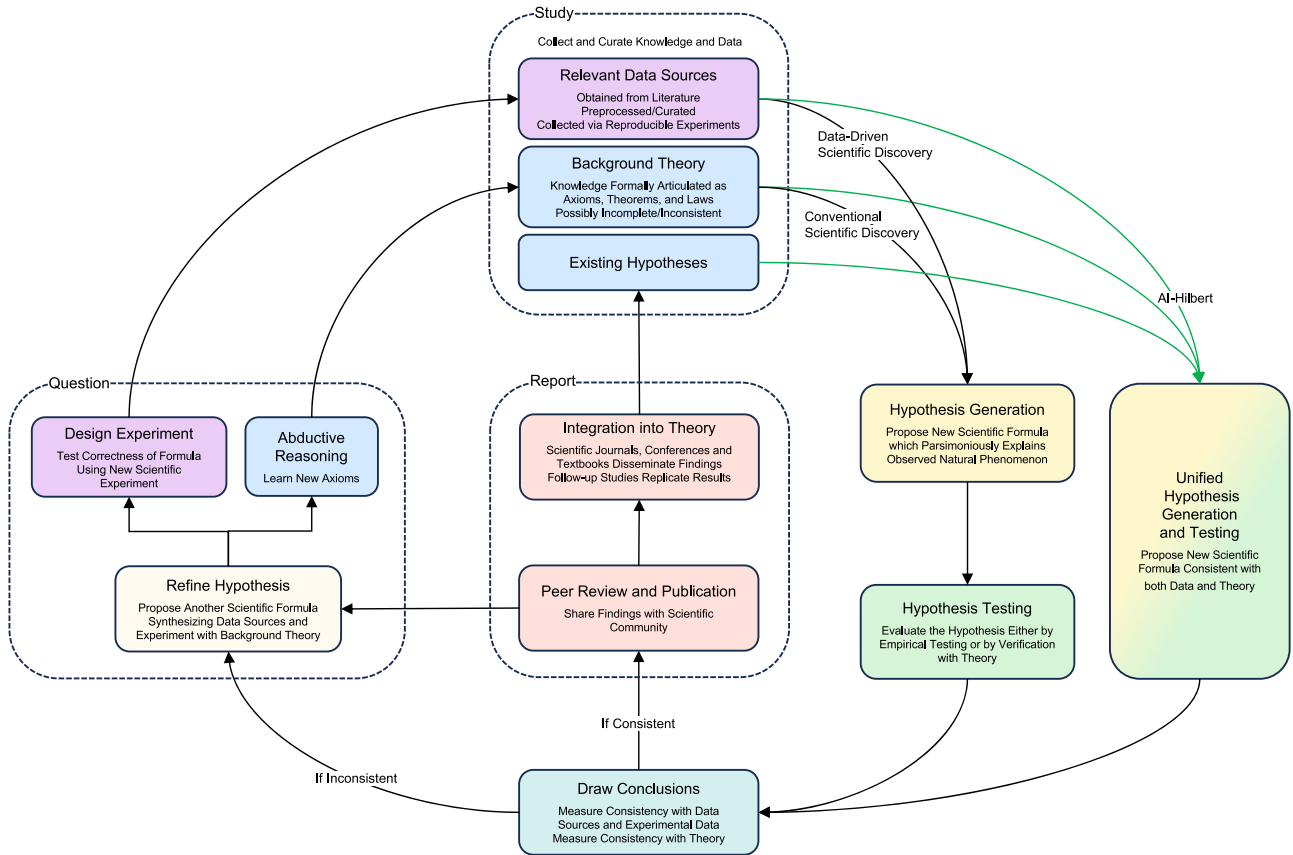 Study
Collect and Curate Knowledge and Data
Relevant Data Sources
Obtained from Literature
Preprocessed/Curated
Collected via Reproducible Experiments
Background Theory
Knowledge Formally Articulated as
Axioms, Theorems, and Laws
Possibly Incomplete/Inconsistent
Existing Hypotheses
Data-Driven
Scientific Discovery
Conventional
Scientific Discovery
AI-Hilbert
Question
Design Experiment
Test Correctness of Formula
Using New Scientific
Experiment
Abductive
Reasoning
Learn New Axioms
Refine Hypothesis
Propose Another Scientific Formula
Synthesizing Data Sources and
Experiment with Background Theory
Report
Integration into Theory
Scientific Journals, Conferences and
Textbooks Disseminate Findings
Follow-up Studies Replicate Results
Peer Review and Publication
Share Findings with Scientific
Community
Hypothesis Generation
Propose New Scientific Formula
which Parsimoniously Explains
Observed Natural Phenomenon
Hypothesis Testing
Evaluate the Hypothesis Either by
Empirical Testing or by Verification
with Theory
Unified
Hypothesis
Generation
and Testing
Propose New Scientific
Formula Consistent with
both Data and Theory
If Consistent
If Inconsistent
Draw Conclusions
Measure Consistency with Data
Sources and Experimental Data
Measure Consistency with Theory